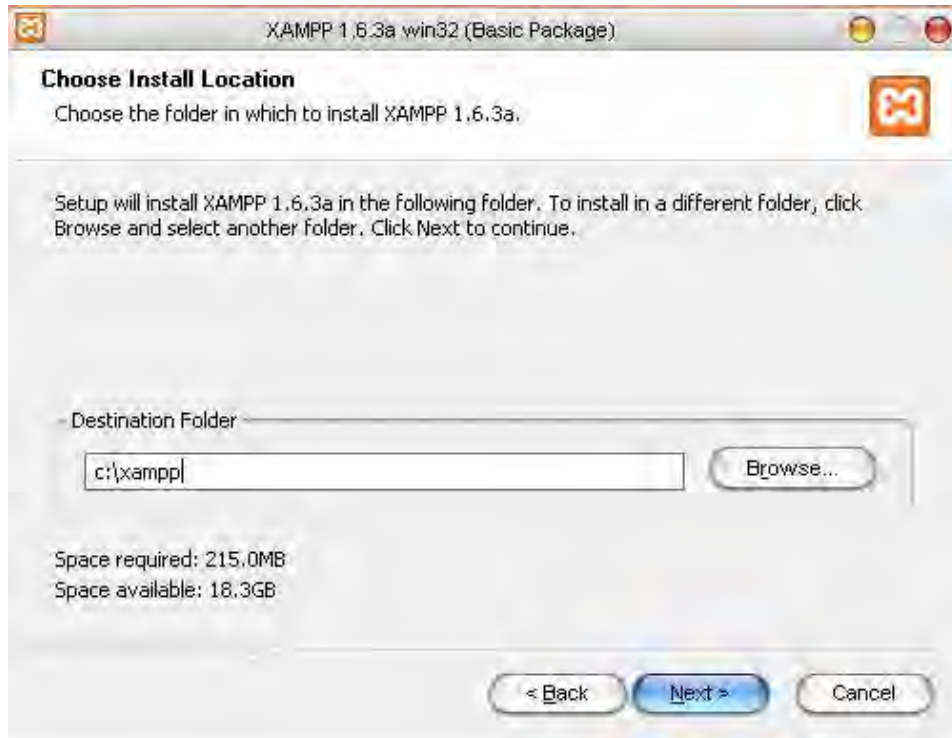 XAMPP 1.6.3a win32 (Basic Package)
Choose Install Location
Choose the folder in which to install XAMPP 1.6.3a.
Setup will install XAMPP 1.6.3a in the following folder. To install in a different folder, click
Browse and select another folder. Click Next to continue.
Destination Folder
c:\xampp
Browse...
Space required: 215.0MB
Space available: 18.3GB
< Back
Next >
Cancel